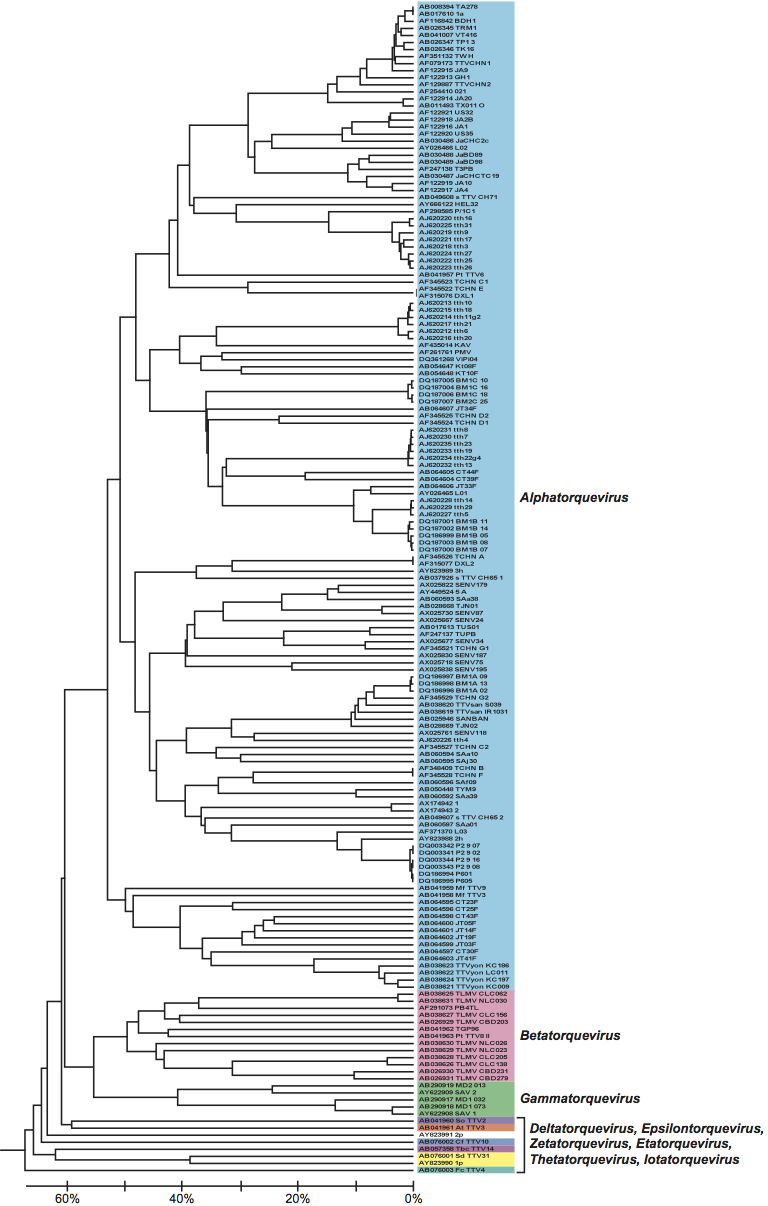 AB008394 TA278
AB017610 1a
AF116842 BDH1
AB026345 TRM1
AB041007 VT416
AB026347 TP1 3
AB026346 TK16
AF351132 TWH
AF079173 TTVCHN1
AF122915 JA9
AF122913 GH1
AF129887 TTVCHN2
AF254410 021
AF122914 JA20
AB011493 TX011 O
AF122921 US32
AF122918 JA2B
AF122916 JA1
AF122920 US35
AB030486 JaCHC2c
AY026466 L02
AB030488 JaBD89
AB030489 JaBD98
AF247138 T3PB
AB030487 JaCHCTC19
AF122919 JA10
AF122917 JA4
AB049608 s TTV CH71
AY666122 HEL32
AF298585 P/1C1
AJ620220 tth16
AJ620225 tth31
AJ620219 tth9
AJ620221 tth17
AJ620218 tth3
AJ620224 tth27
AJ620222 tth25
AJ620223 tth26
AB041957 Pt TTV6
AF345523 TCHN C1
AF345522 TCHN E
AF315076 DXL1
AJ620213 tth10
AJ620215 tth18
AJ620214 tth11g2
AJ620217 tth21
AJ620212 tth6
AJ620216 tth20
AF435014 KAV
AF261761 PMV
DQ361268 ViPi04
AB054647 Kt08F
AB054648 KT10F
DQ187005 BM1C 10
DQ187004 BM1C 16
DQ187006 BM1C 18
DQ187007 BM2C 25
AB064607 JT34F
AF345525 TCHN D2
AF345524 TCHN D1
AJ620231 tth8
AJ620230 tth7
AJ620235 tth23
AJ620233 tth19
AJ620234 tth22g4
AJ620232 tth13
AB064605 CT44F
AB064604 CT39F
AB064606 JT33F
AY026465 L01
AJ620228 tth14
AJ620229 tth29
AJ620227 tth5
DQ187001 BM1B 11
DQ187002 BM1B 14
DQ186999 BM1B 05
DQ187003 BM1B 08
DQ187000 BM1B 07
AF345526 TCHN A
AF315077 DXL2
AY823989 3h
AB037926 s TTV CH65 1
AX025822 SENV179
AY449524 5 A
AB060593 SAa38
AB028668 TJN01
AX025730 SENV87
AX025667 SENV24
AB017613 TUS01
AF247137 TUPB
AX025677 SENV34
AF345521 TCHN G1
AX025830 SENV187
AX025718 SENV75
AX025838 SENV195
DQ186997 BM1A 09
DQ186998 BM1A 13
DQ186996 BM1A 02
AF345529 TCHN G2
AB038620 TTVsan S039
AB038619 TTVsan IR1031
AB025946 SANBAN
AB028669 TJN02
AX025761 SENV118
AJ620226 tth4
AF345527 TCHN C2
AB060594 SAa10
AB060595 SAj30
AF348409 TCHN B
AF345528 TCHN F
AB060596 SAf09
AB050448 TYM9
AB060592 SAa39
AX174942 1
AX174943 2
AB049607 s TTV CH65 2
AB060597 SAa01
AF371370 L03
AY823988 2h
DQ003342 P2 9 07
DQ003341 P2 9 02
DQ003344 P2 9 16
DQ003343 P2 9 08
DQ186994 P601
DQ186995 P605
AB041959 Mf TTV9
AB041958 Mf TTV3
AB064595 CT23F
AB064596 CT25F
AB064598 CT43F
AB064600 JT05F
AB064601 JT14F
AB064602 JT19F
AB064599 JT03F
AB064597 CT30F
AB064603 JT41F
AB038623 TTVyon KC186
AB038622 TTVyon LC011
AB038624 TTVyon KC197
AB038621 TTVyon KC009
Alphatorquevirus
AB038625 TLMV CLC062
AB038631 TLMV NLC030
AF291073 PB4TL
AB038627 TLMV CLC156
AB026929 TLMV CBD203
AB041962 TGP96
AB041963 Pt TTV8 II
AB038630 TLMV NLC026
AB038629 TLMV NLC023
AB038628 TLMV CLC205
AB038626 TLMV CLC138
AB026930 TLMV CBD231
AB026931 TLMV CBD279
Betatorquevirus
AB290918 MD2 013
AY622909 SAV 2
AB290917 MD1 032
AB290918 MD1 073
AY622908 SAV 1
Gammatorquevirus
AB041960 So TTV2
AB041961 At TTV3
AY823991 2p
AB076002 Cf TTV10
AB057358 Tbc TTV14
AB076001 Sd TTV31
AY823990 1p
AB076003 Fc TTV4
Deltatorquevirus, Epsilontorquevirus,
Zetatorquevirus, Etatorquevirus,
Thetatorquevirus, Iotatorquevirus
60% 40% 20% 0%